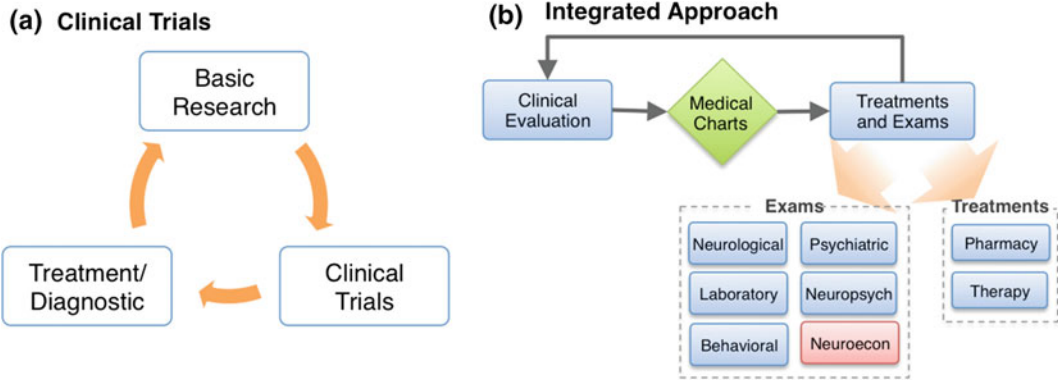 (a) Clinical Trials
Basic
Research
Treatment/
Diagnostic
Clinical
Trials
(b) Integrated Approach
Clinical
Evaluation
Medical
Charts
Treatments
and Exams
Exams
Neurological
Psychiatric
Laboratory
Neuropsych
Behavioral
Neuroecon
Treatments
Pharmacy
Therapy